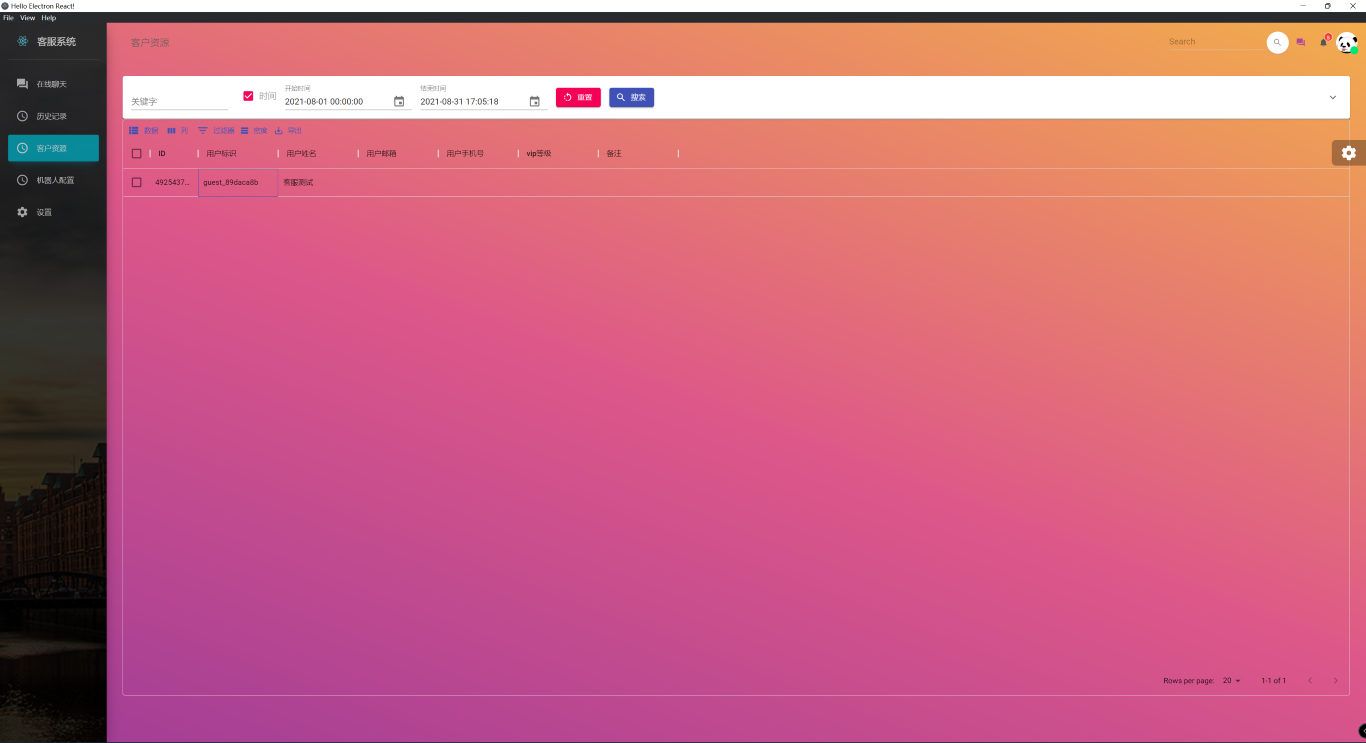 Hello Electron React!
File View Help
客服系统
在线聊天
历史记录
客户资源
机器人配置
设置
客户资源
Search
关键字
时间
开始时间
2021-08-01 00:00:00
结束时间
2021-08-31 17:05:18
重置
搜索
数据 列 过滤器 密度 导出
ID 用户标识 用户姓名 用户邮箱 用户手机号 vip等级 备注
4925437... guest_89daca8b 客服测试
Rows per page: 20 1-1 of 1